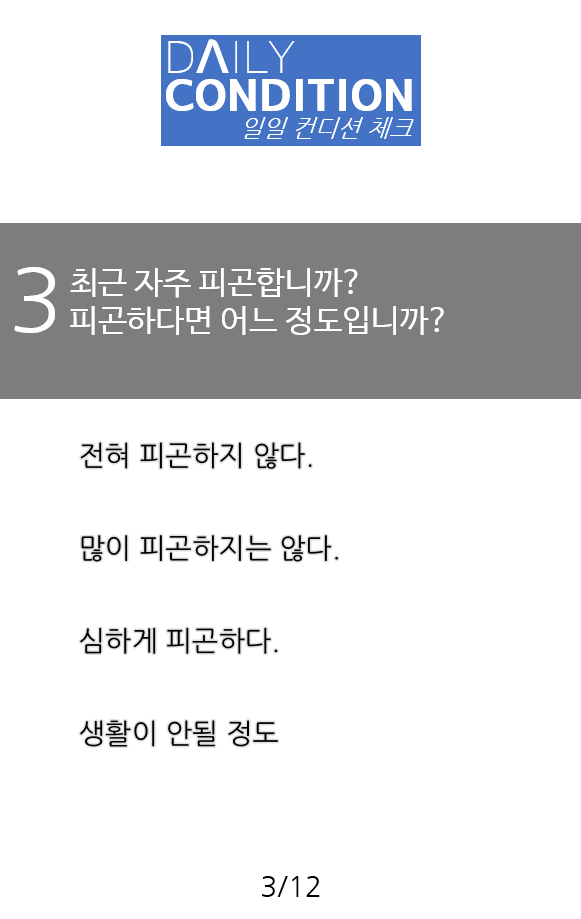 DAILY
CONDITION
일일 컨디션 체크
3 최근 자주 피곤합니까?
피곤하다면 어느 정도입니까?
전혀 피곤하지 않다.
많이 피곤하지는 않다.
심하게 피곤하다.
생활이 안될 정도
3/12